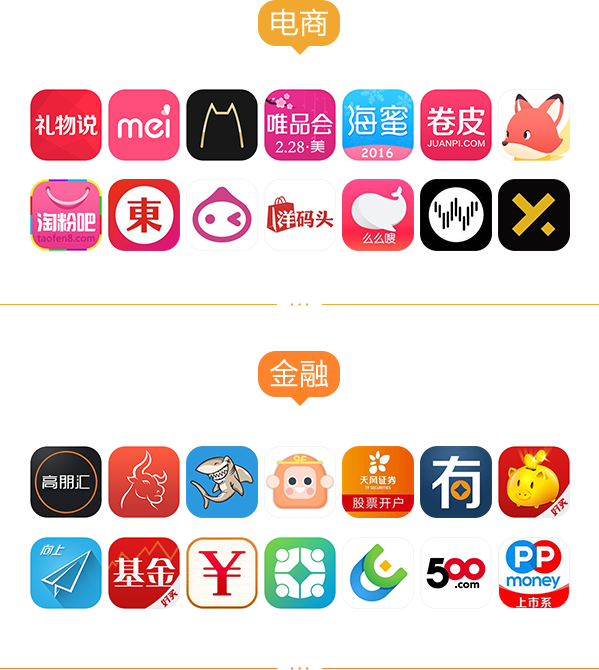 电商
礼物说
mei
唯品会
2.28·美
海蜜
2016
卷皮
JUANPI.COM
淘粉吧
taofen8.com
東
洋码头
么么嗖
金融
高朋汇
9F
天风证券
TF SECURITIES
股票开户
有
好买
向上
基金
好买
¥
500
.com
PP
money
上市系